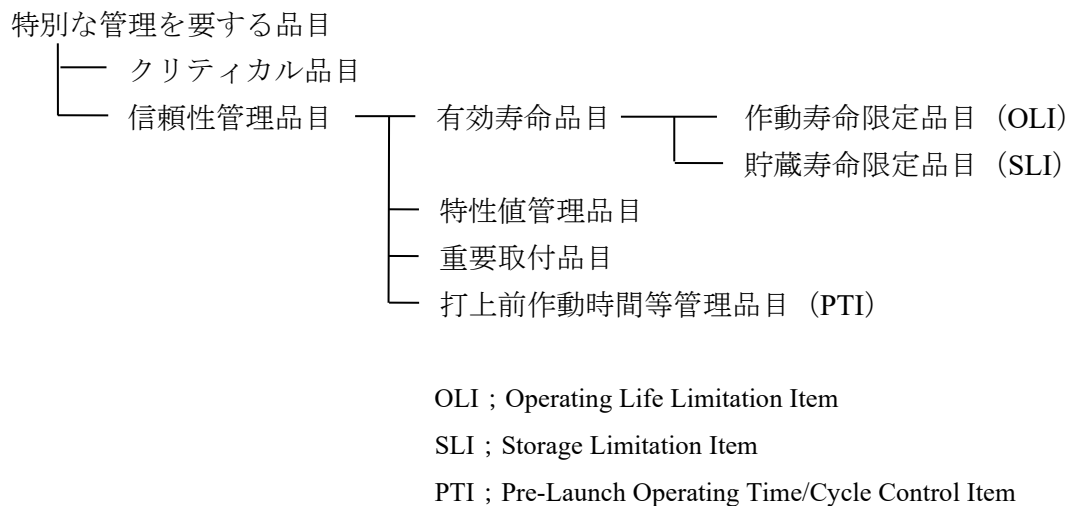 特別な管理を要する品目
クリティカル品目
信頼性管理品目 有効寿命品目 作動寿命限定品目（OLI）
貯蔵寿命限定品目（SLI）
特性値管理品目
重要取付品目
打上前作動時間等管理品目（PTI）
OLI；Operating Life Limitation Item
SLI；Storage Limitation Item
PTI；Pre-Launch Operating Time/Cycle Control Item